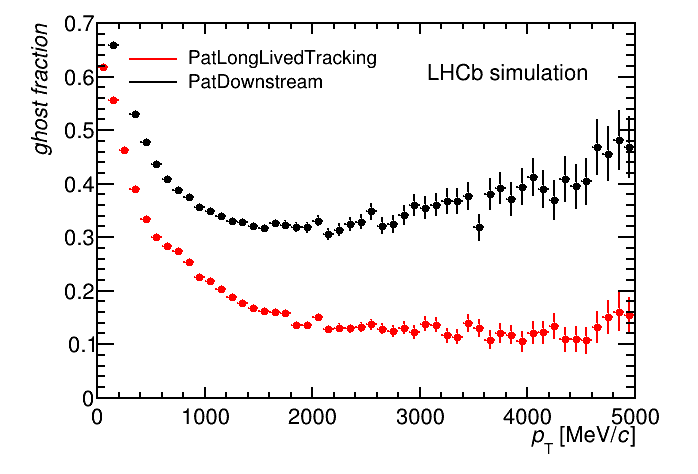 0.7
0.6
0.5
0.4
0.3
0.2
0.1
0
ghost fraction
PatLongLivedTracking
PatDownstream
LHCb simulation
0 1000 2000 3000 4000 5000
p_T [MeV/c]